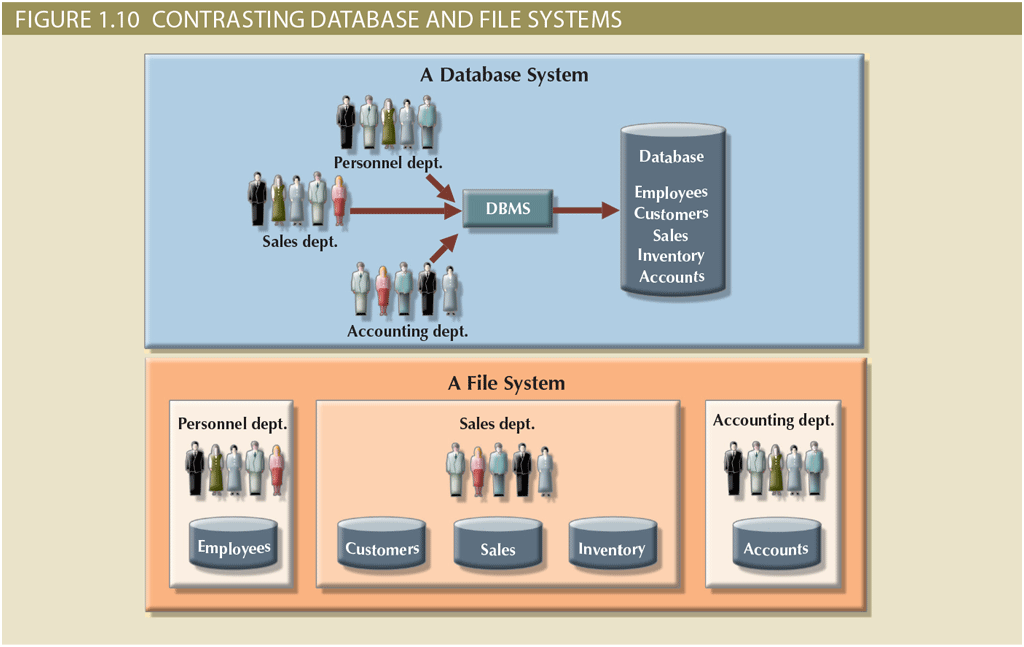 FIGURE 1.10 CONTRASTING DATABASE AND FILE SYSTEMS
A Database System
Personnel dept.
Sales dept.
Accounting dept.
DBMS
Database
Employees
Customers
Sales
Inventory
Accounts
A File System
Personnel dept.
Employees
Sales dept.
Customers
Sales
Inventory
Accounting dept.
Accounts